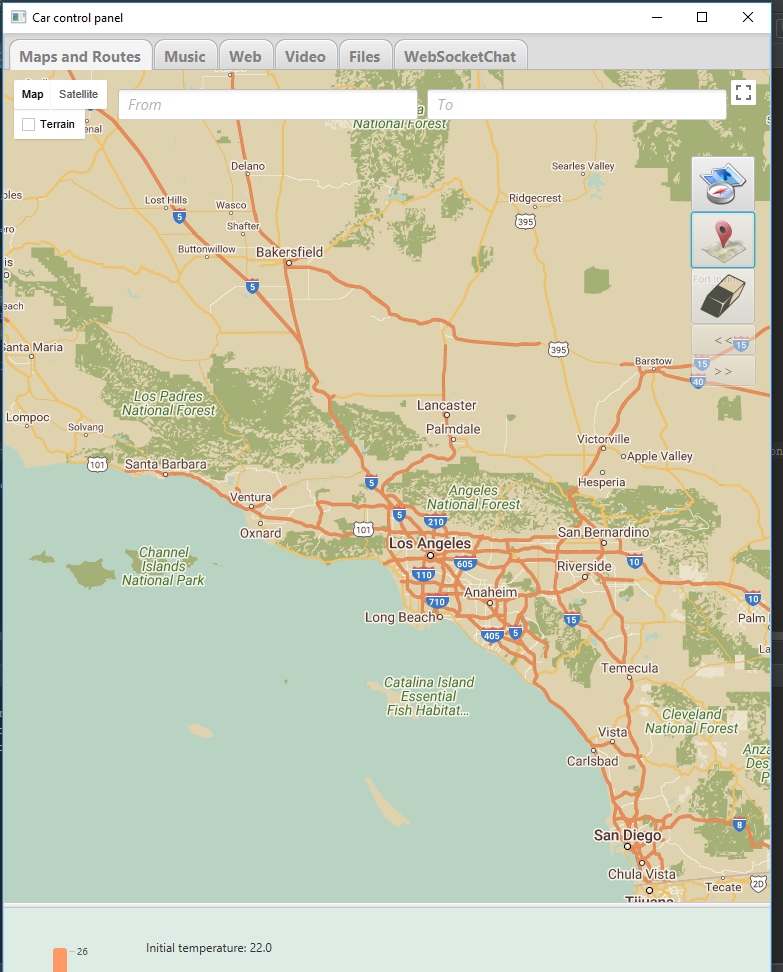 Car control panel
Maps and Routes
Music
Web
Video
Files
WebSocketChat
Map
Satellite
From
To
Terrain
National Forest
Delano
Searles Valley
Lost Hills
Wasco
Ridgecrest
5
395
Shafter
Buttonwillow
Bakersfield
5
Santa Maria
395
<<
15
Barstow
15
>>
40
Los Padres
National Forest
Lancaster
Palmdale
Lompoc
Solvang
Victorville
Apple Valley
101
Santa Barbara
5
Hesperia
Ventura
Angeles
National Forest
5
210
Oxnard
101
San Bernardino
Los Angeles
Channel
Islands
National Park
605
10
110
Riverside
Anaheim
710
10
Long Beach
405
5
15
Palm
Temecula
Catalina Island
Essential
Fish Habitat...
Cleveland
National Forest
Vista
Carlsbad
8
San Diego
Chula Vista
2D
Tecate
Tijuana
26
Initial temperature: 22.0